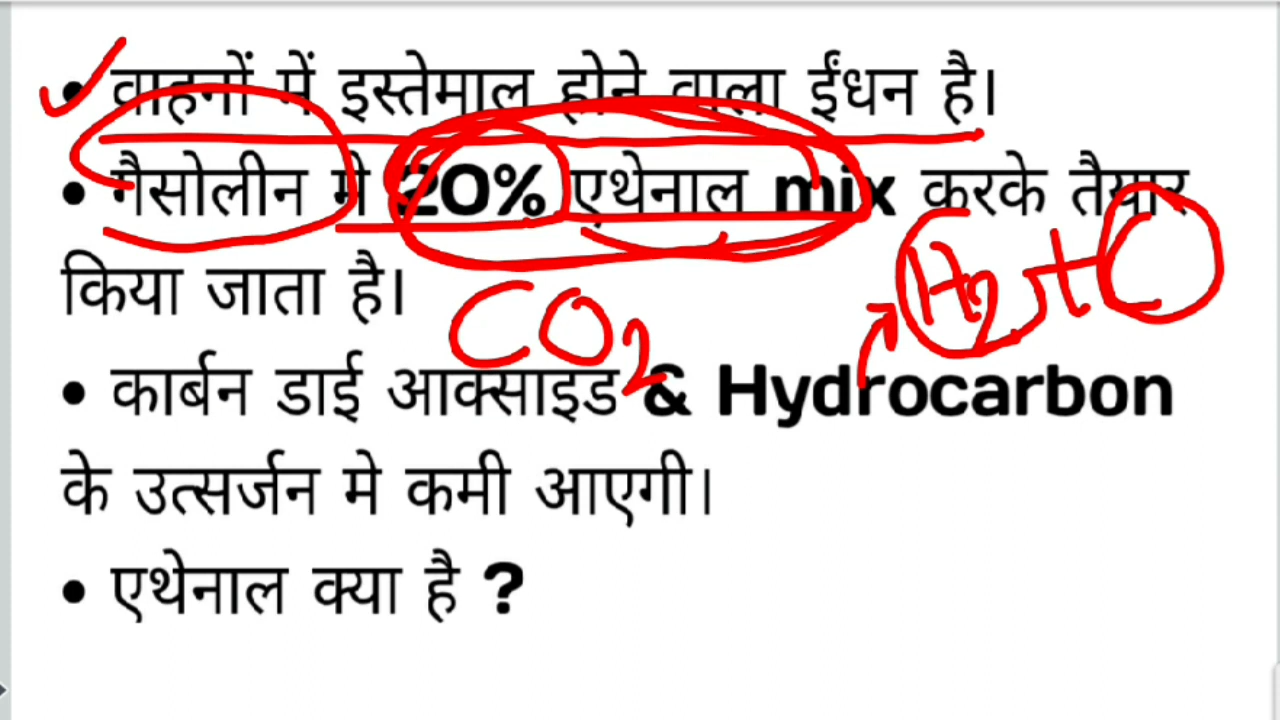 • वाहनों में इस्तेमाल होने वाला ईंधन है।
• गैसोलीन मे 20% एथेनाल mix करके तैयार
किया जाता है।
CO2
H2 + C
• कार्बन डाई आक्साइड & Hydrocarbon
के उत्सर्जन मे कमी आएगी।
• एथेनाल क्या है ?